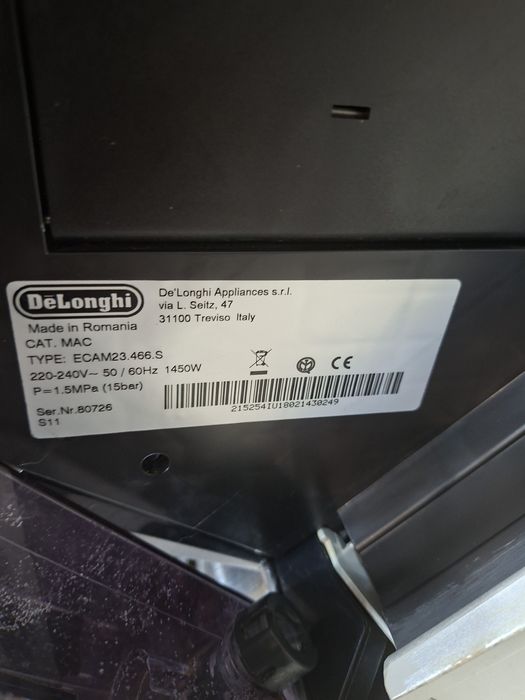 DeLonghi
De'Longhi Appliances s.r.l.
via L. Seitz, 47
31100 Treviso Italy
Made in Romania
CAT. MAC
TYPE: ECAM23.466.S
220-240V~ 50 / 60Hz 1450W
P=1.5MPa (15bar)
Ser.Nr.80726
S11
CE
215254IU18021430249